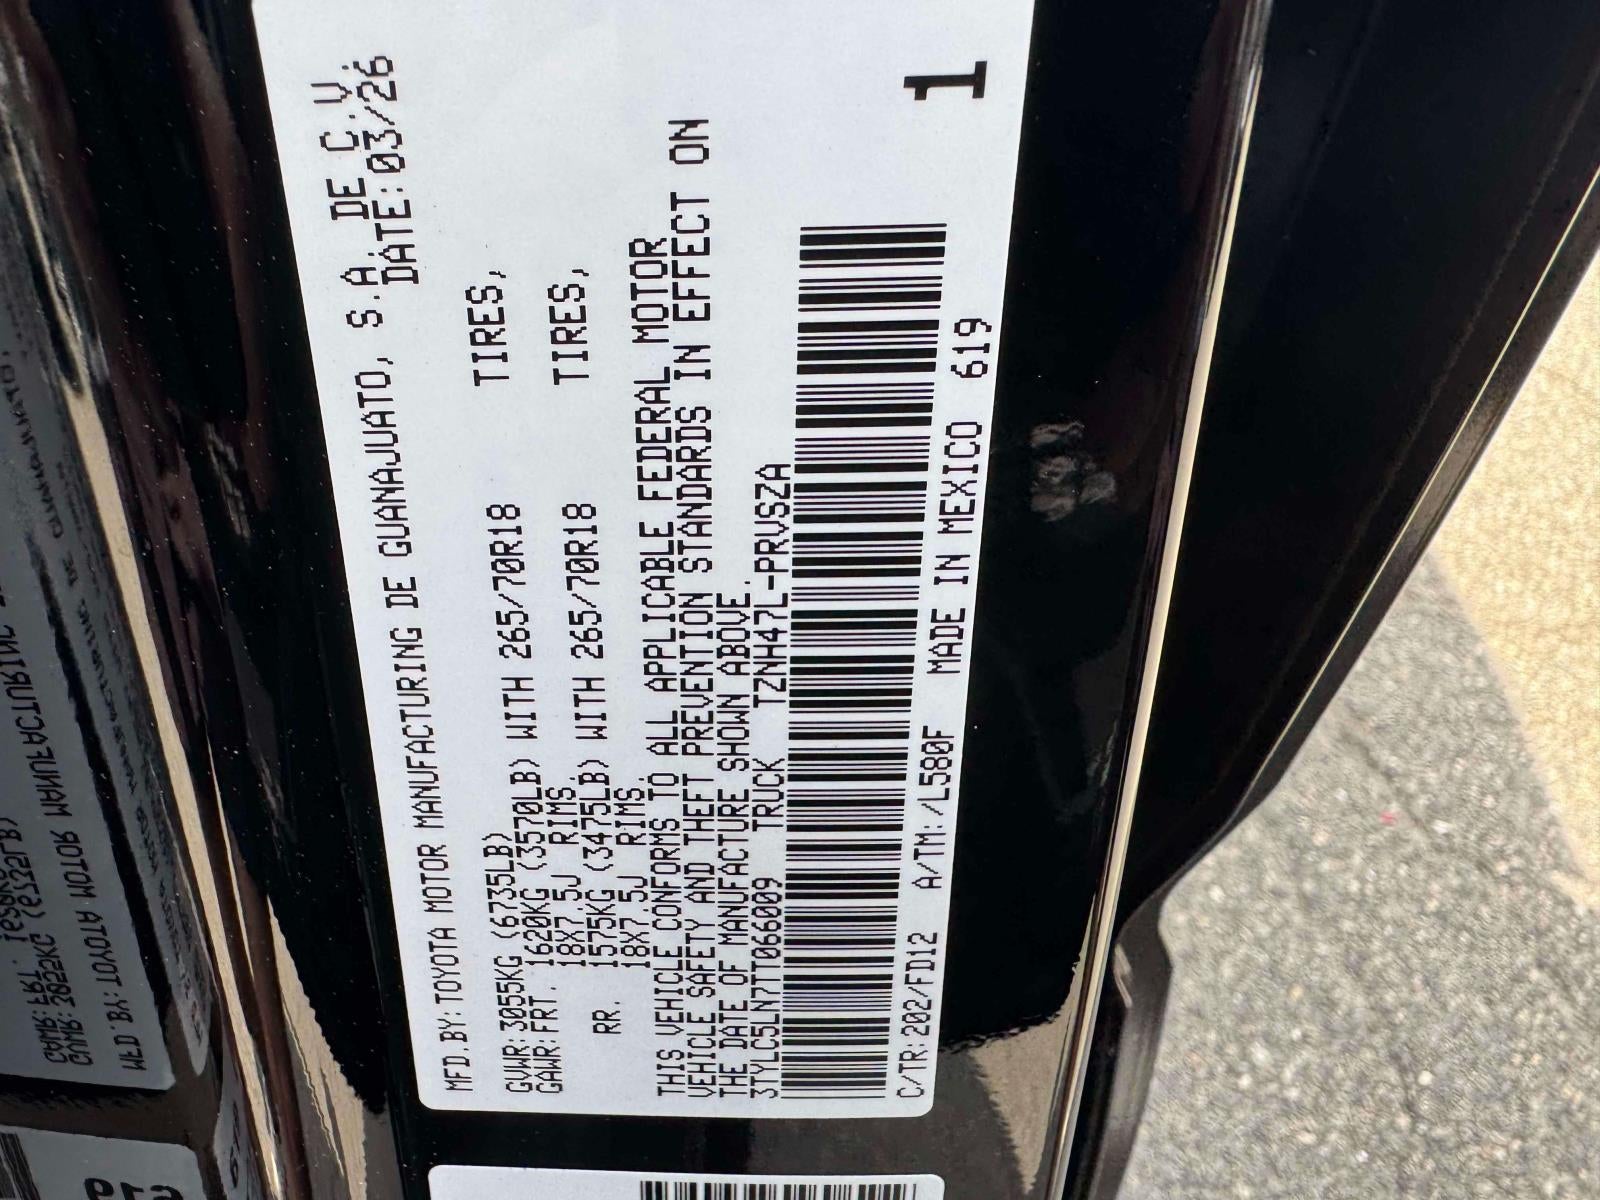 MFD.BY:TOYOTA MOTOR MANUFACTURING DE GUANAJUATO, S.A. DE C.V.
DATE:03/26
GVWR:3055KG (6735LB)
GAWR:FRT. 1620KG (3570LB) WITH 265/70R18 TIRES,
18X7.5J RIMS.
RR. 1575KG (3475LB) WITH 265/70R18 TIRES,
18X7.5J RIMS.
THIS VEHICLE CONFORMS TO ALL APPLICABLE FEDERAL MOTOR
VEHICLE SAFETY AND THEFT PREVENTION STANDARDS IN EFFECT ON
THE DATE OF MANUFACTURE SHOWN ABOVE.
3TYLC5LN7TT066009 TRUCK TZNH47L-PRVSZA
C/TR:202/FD12 A/TM:/L580F MADE IN MEXICO 619
1